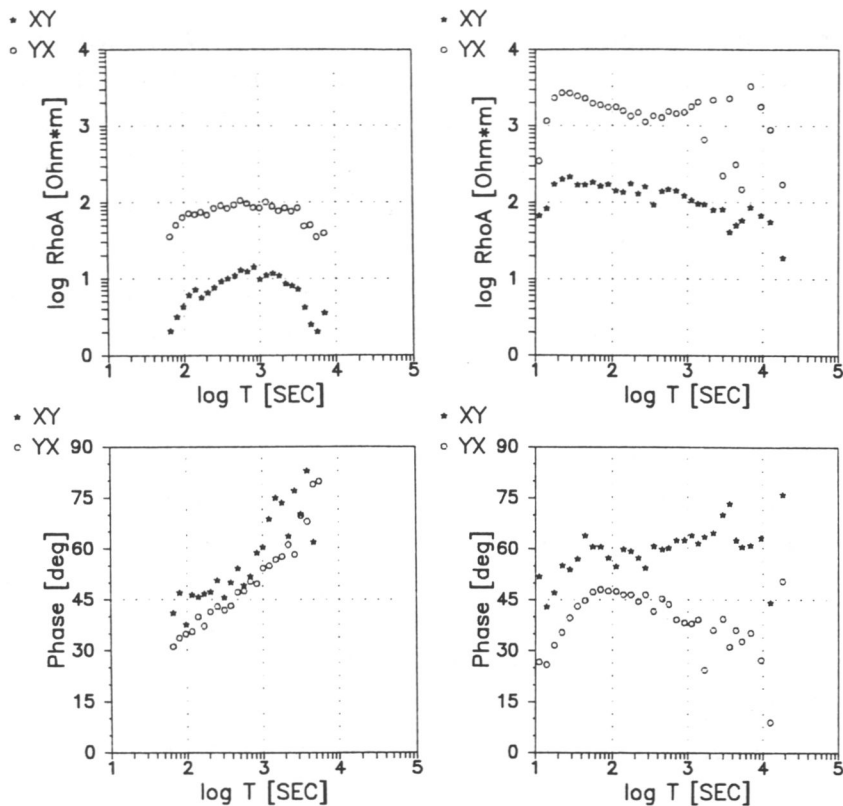 ★ XY
○ YX
4
3
2
1
0
log RhoA [Ohm*m]
1 2 3 4 5
log T [SEC]
★ XY
○ YX
4
3
2
1
0
log RhoA [Ohm*m]
1 2 3 4 5
log T [SEC]
★ XY
○ YX
90
75
60
45
30
15
0
Phase [deg]
1 2 3 4 5
log T [SEC]
★ XY
○ YX
90
75
60
45
30
15
0
Phase [deg]
1 2 3 4 5
log T [SEC]